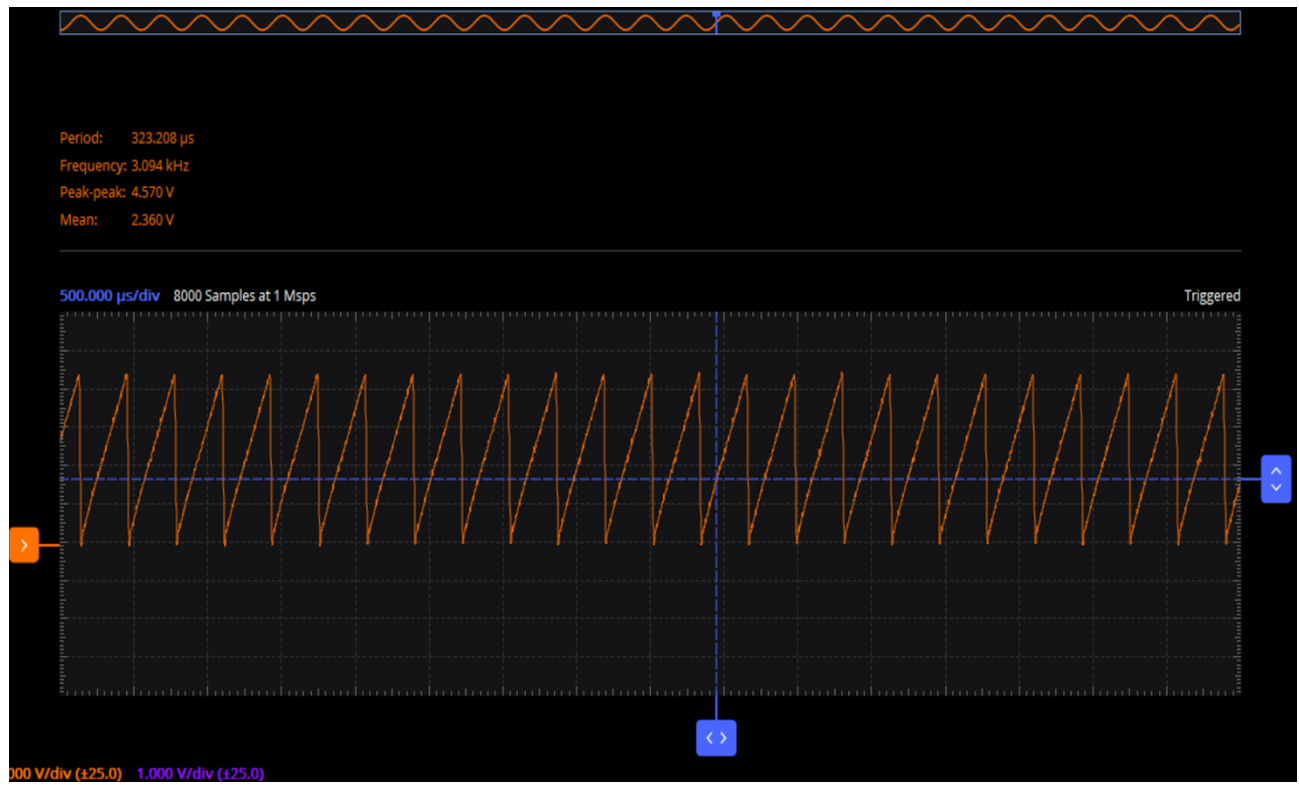 Period: 323.208 µs
Frequency: 3.094 kHz
Peak-peak: 4.570 V
Mean: 2.360 V
500.000 µs/div 8000 Samples at 1 Msps Triggered
000 V/div (±25.0) 1.000 V/div (±25.0)